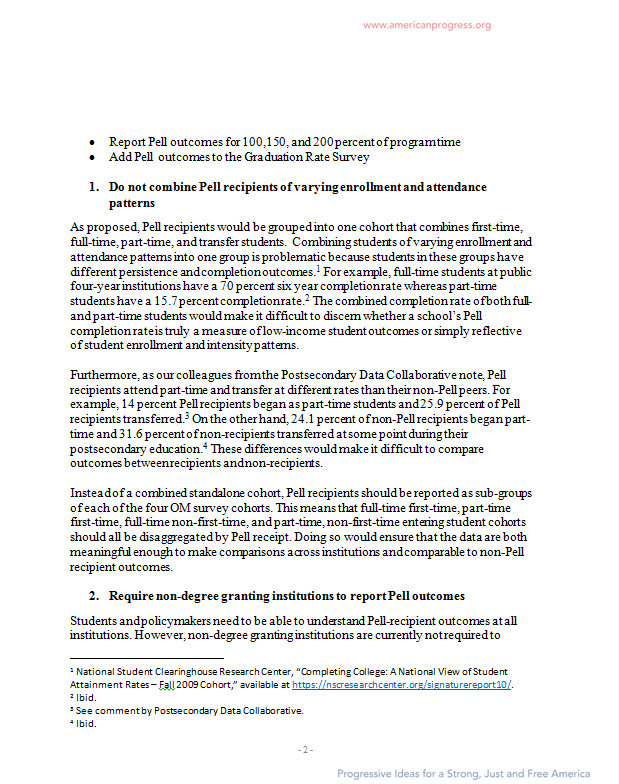 www.americanprogress.org
• Report Pell outcomes for 100,150, and 200 percent of program time
• Add Pell outcomes to the Graduation Rate Survey
1. Do not combine Pell recipients of varying enrollment and attendance
patterns
As proposed, Pell recipients would be grouped into one cohort that combines first-time,
full-time, part-time, and transfer students. Combining students of varying enrollment and
attendance patterns into one group is problematic because students in these groups have
different persistence and completion outcomes.¹ For example, full-time students at public
four-year institutions have a 70 percent six year completion rate whereas part-time
students have a 15.7 percent completion rate.² The combined completion rate of both full-
and part-time students would make it difficult to discern whether a school's Pell
completion rate is truly a measure of low-income student outcomes or simply reflective
of student enrollment and intensity patterns.
Furthermore, as our colleagues from the Postsecondary Data Collaborative note, Pell
recipients attend part-time and transfer at different rates than their non-Pell peers. For
example, 14 percent Pell recipients began as part-time students and 25.9 percent of Pell
recipients transferred.³ On the other hand, 24.1 percent of non-Pell recipients began part-
time and 31.6 percent of non-recipients transferred at some point during their
postsecondary education.⁴ These differences would make it difficult to compare
outcomes between recipients and non-recipients.
Instead of a combined standalone cohort, Pell recipients should be reported as sub-groups
of each of the four OM survey cohorts. This means that full-time first-time, part-time
first-time, full-time non-first-time, and part-time, non-first-time entering student cohorts
should all be disaggregated by Pell receipt. Doing so would ensure that the data are both
meaningful enough to make comparisons across institutions and comparable to non-Pell
recipient outcomes.
2. Require non-degree granting institutions to report Pell outcomes
Students and policymakers need to be able to understand Pell-recipient outcomes at all
institutions. However, non-degree granting institutions are currently not required to
¹ National Student Clearinghouse Research Center, "Completing College: A National View of Student
Attainment Rates – Fall 2009 Cohort," available at https://nscresearchcenter.org/signaturereport10/.
² Ibid.
³ See comment by Postsecondary Data Collaborative.
⁴ Ibid.
- 2 -
Progressive Ideas for a Strong, Just and Free America